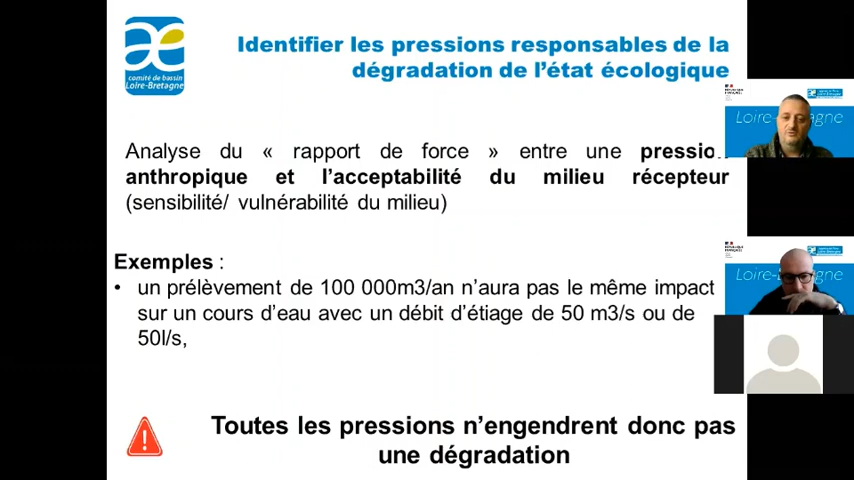 comité de bassin
Loire-Bretagne
Identifier les pressions responsables de la
dégradation de l'état écologique
Analyse du « rapport de force » entre une pressio
anthropique et l'acceptabilité du milieu récepteur
(sensibilité/ vulnérabilité du milieu)
Exemples :
• un prélèvement de 100 000m3/an n'aura pas le même impact
sur un cours d'eau avec un débit d'étiage de 50 m3/s ou de
50l/s,
Toutes les pressions n'engendrent donc pas
une dégradation
Loire-Bretagne
Loire-B gne